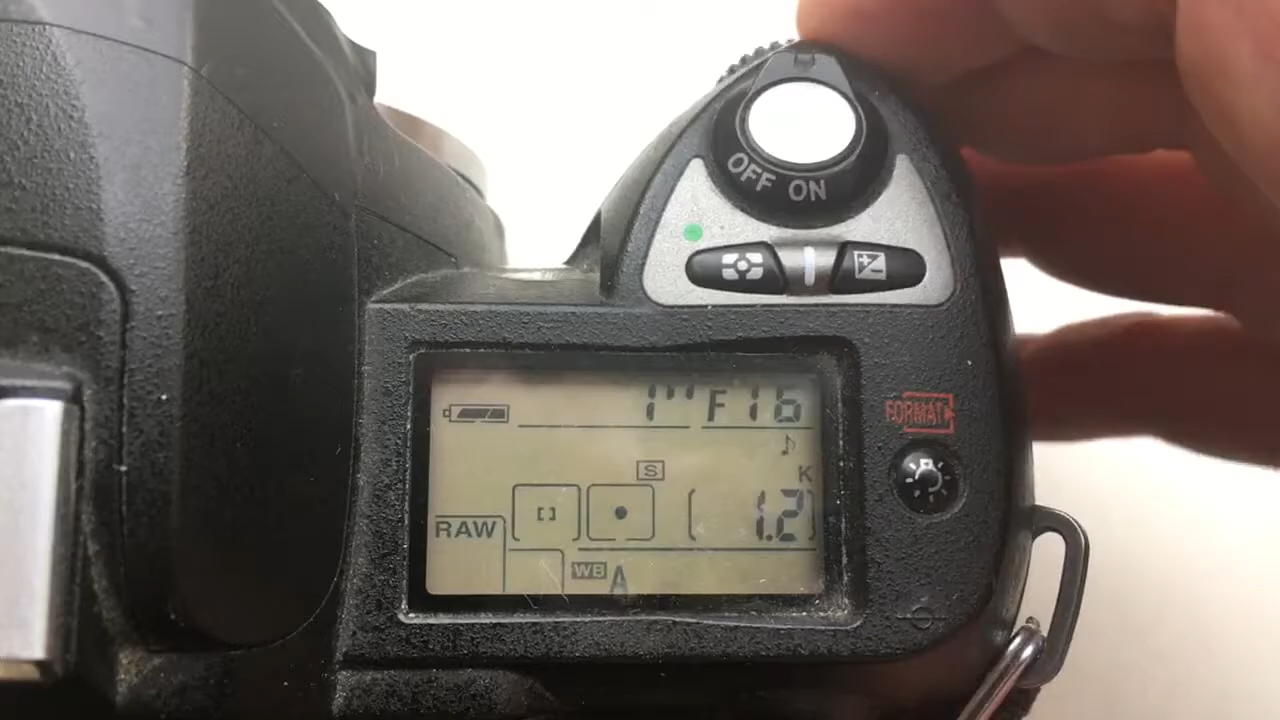 OFF ON
1" F16
FORMAT
S
K
[1.2]
RAW
WB A